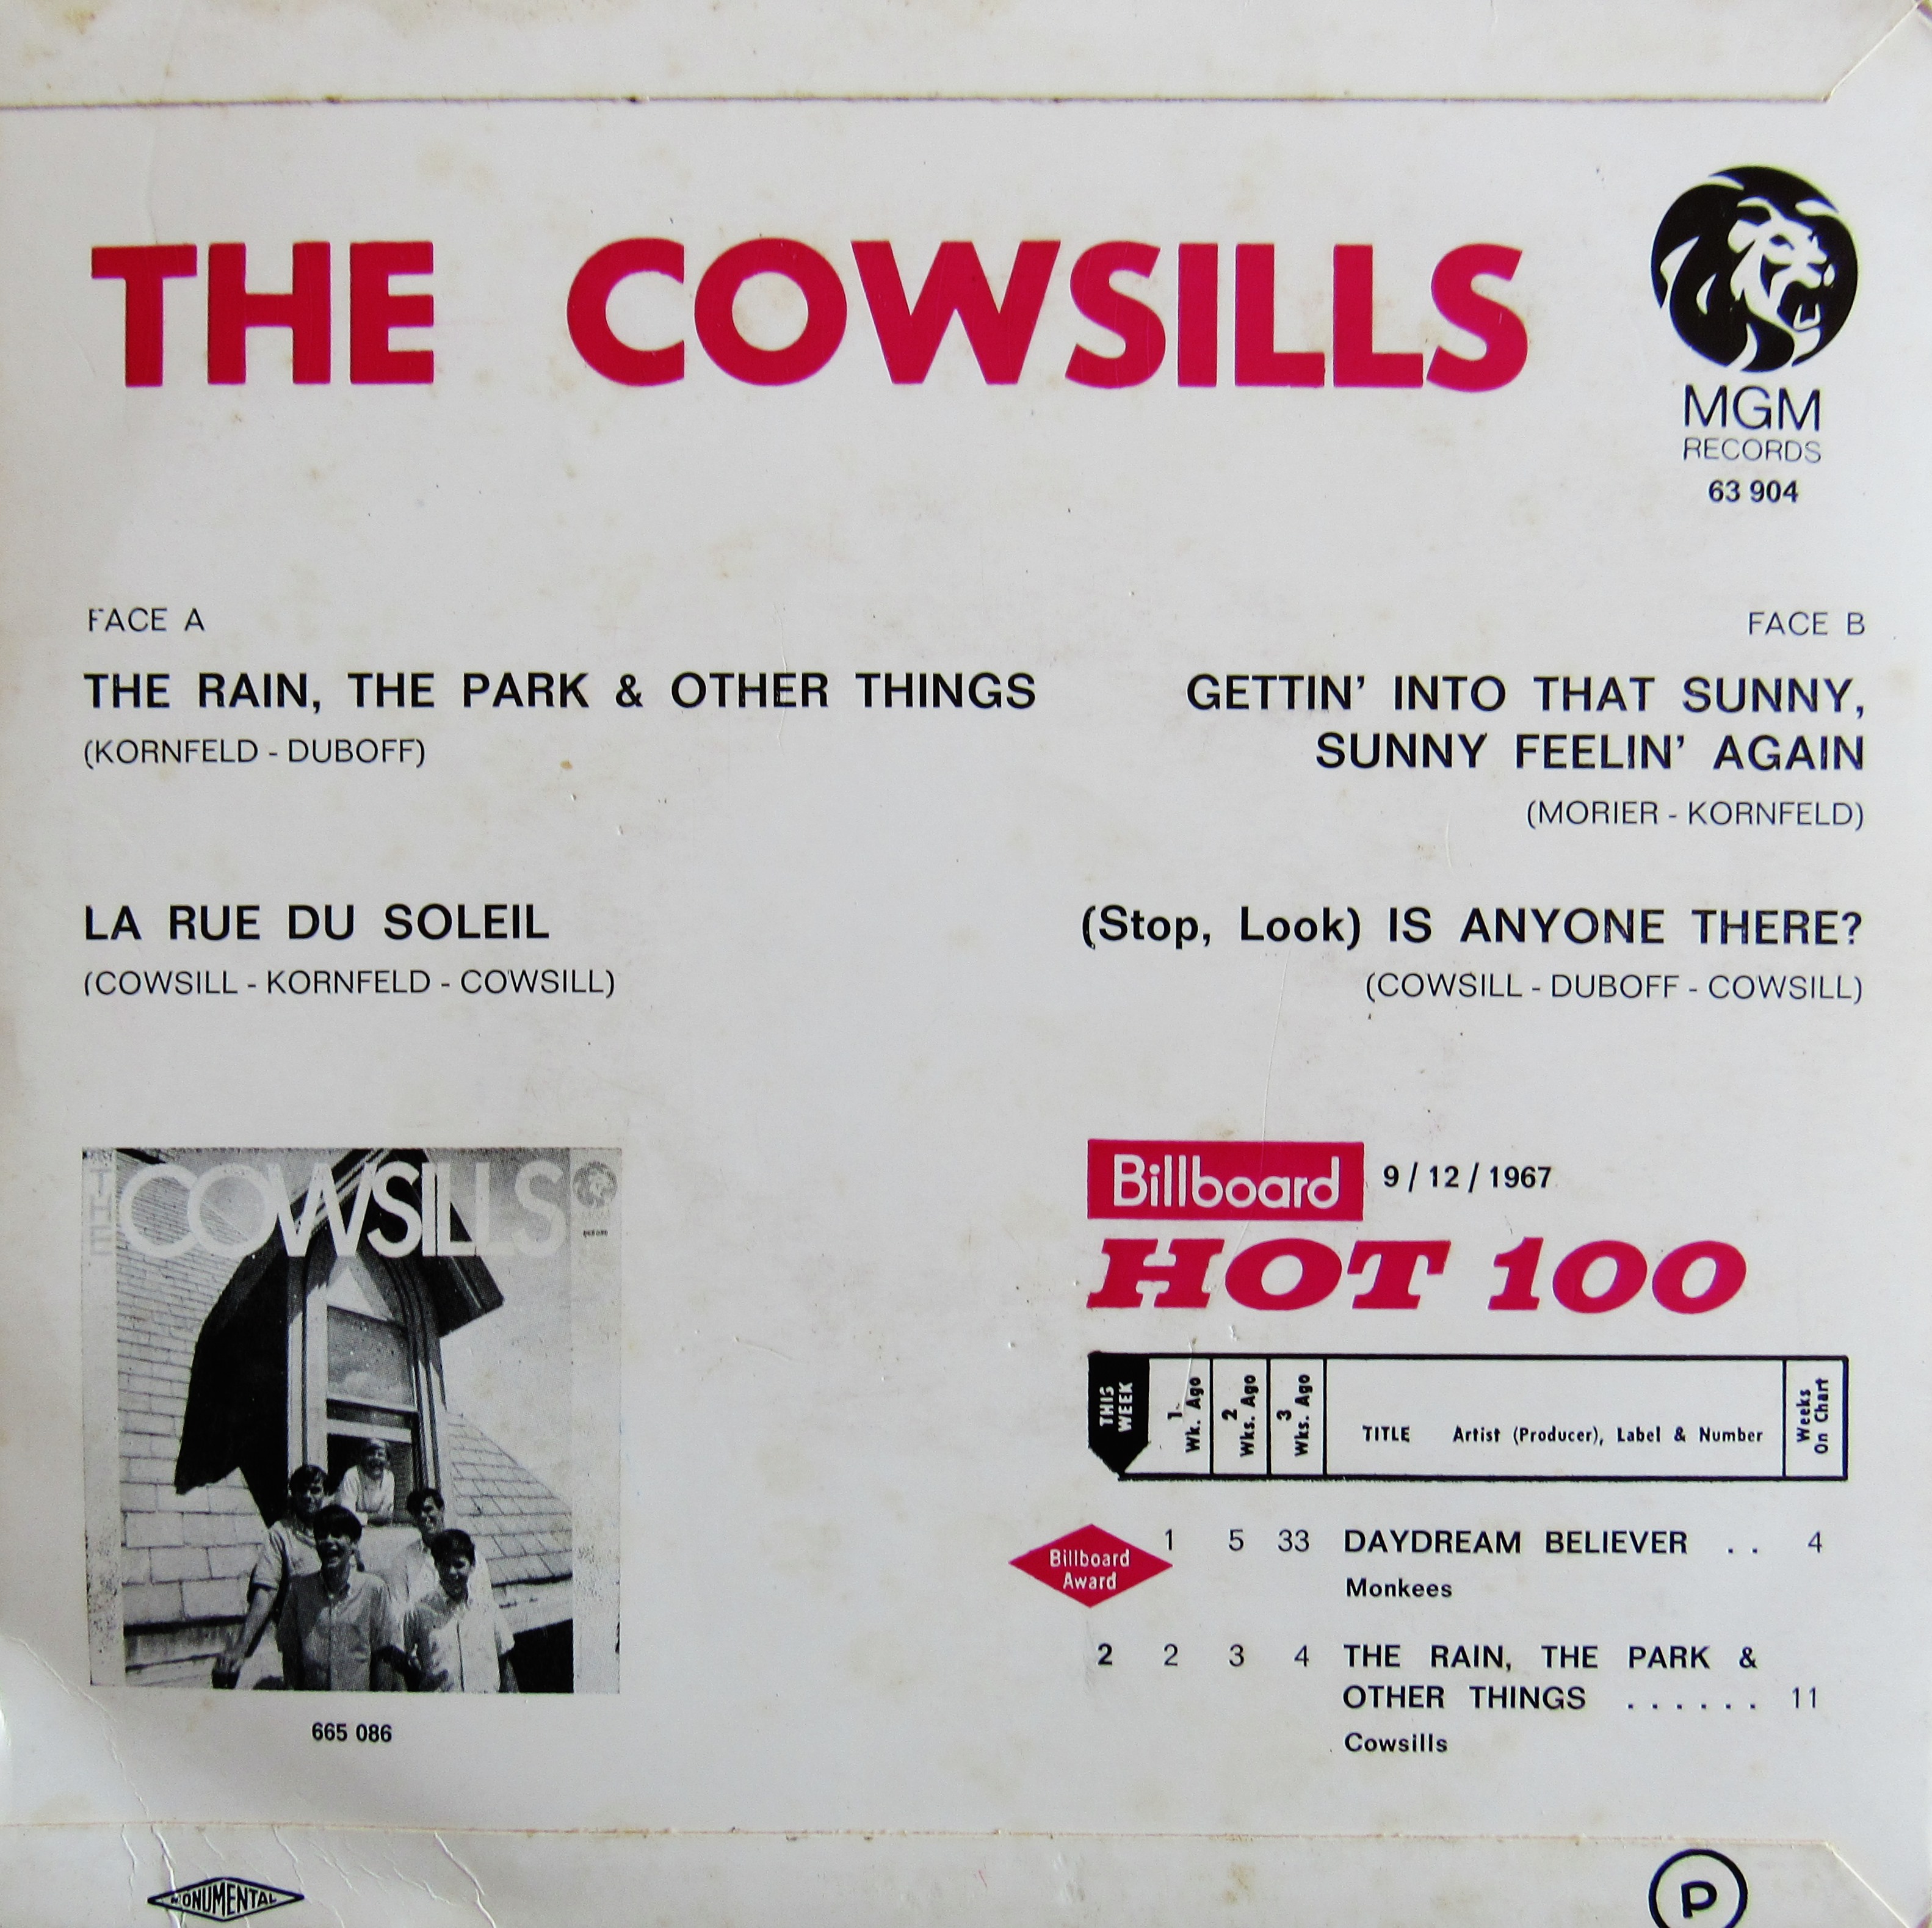 THE COWSILLS
MGM
RECORDS
63 904
FACE A
THE RAIN, THE PARK & OTHER THINGS
(KORNFELD - DUBOFF)
LA RUE DU SOLEIL
(COWSILL - KORNFELD - COWSILL)
FACE B
GETTIN' INTO THAT SUNNY,
SUNNY FEELIN' AGAIN
(MORIER - KORNFELD)
(Stop, Look) IS ANYONE THERE?
(COWSILL - DUBOFF - COWSILL)
THE COWSILLS
665 086
Billboard 9 / 12 / 1967
HOT 100
THIS
WEEK
1
Wk. Ago
2
Wks. Ago
3
Wks. Ago
TITLE Artist (Producer), Label & Number
Weeks
On Chart
Billboard
Award
1 5 33 DAYDREAM BELIEVER . . 4
Monkees
2 2 3 4 THE RAIN, THE PARK &
OTHER THINGS . . . . . . 11
Cowsills
MONUMENTAL
P